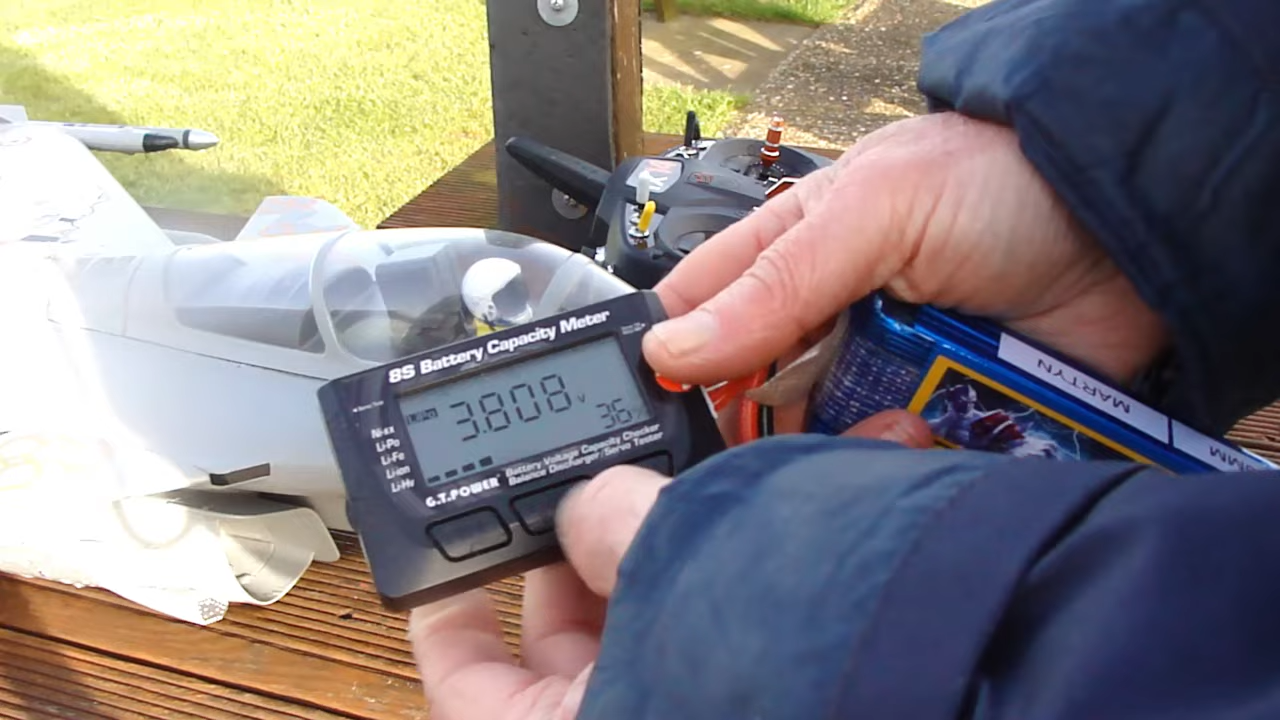 8S Battery Capacity Meter
3.808 v
36%
Ni-xx
Li-Po
Li-Fe
Li-ion
Li-Hv
Battery Voltage Capacity Checker
Balance Discharger/Servo Tester
G.T.POWER
MARTYN